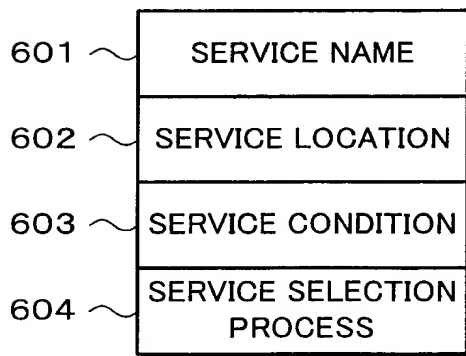 601 SERVICE NAME
602 SERVICE LOCATION
603 SERVICE CONDITION
604 SERVICE SELECTION
PROCESS